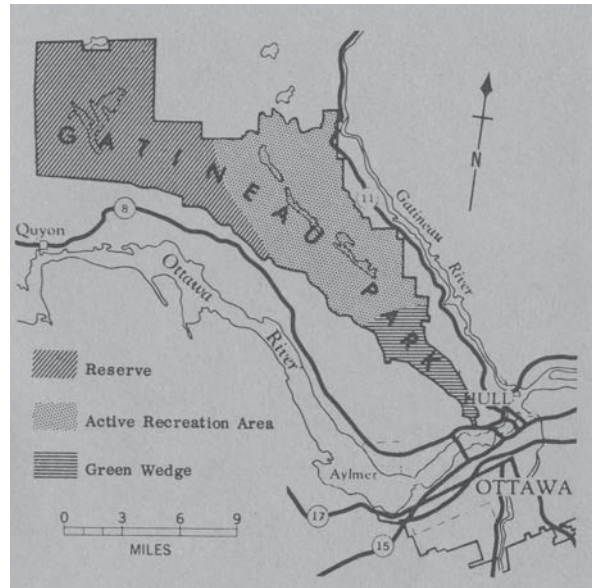 GATINEAU PARK
N
11
Gatineau
River
8
Quyon
Ottawa
River
Reserve
HULL
Active Recreation Area
Green Wedge
Aylmer
OTTAWA
0 3 6 9
MILES
17
15